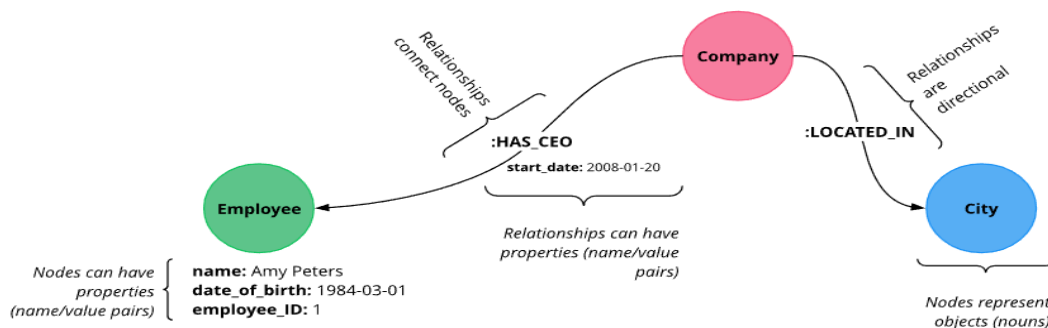 Company
Relationships
connect nodes
Relationships
are
directional
:HAS_CEO
start_date: 2008-01-20
:LOCATED_IN
Employee
City
Relationships can have
properties (name/value
pairs)
Nodes can have
properties
(name/value pairs)
name: Amy Peters
date_of_birth: 1984-03-01
employee_ID: 1
Nodes represent
objects (nouns)